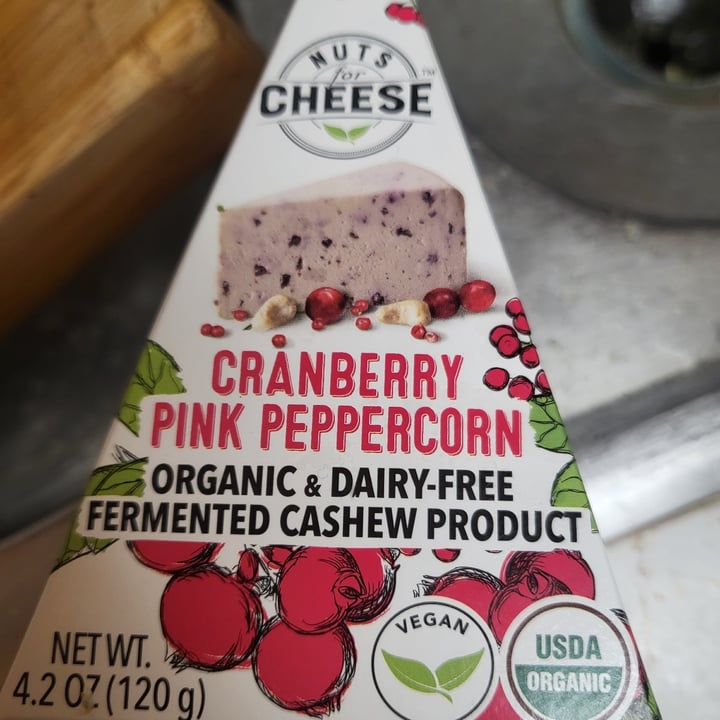 NUTS
for
CHEESE™
CRANBERRY
PINK PEPPERCORN
ORGANIC & DAIRY-FREE
FERMENTED CASHEW PRODUCT
VEGAN
USDA
ORGANIC
NET WT.
4.2 OZ. (120 g)